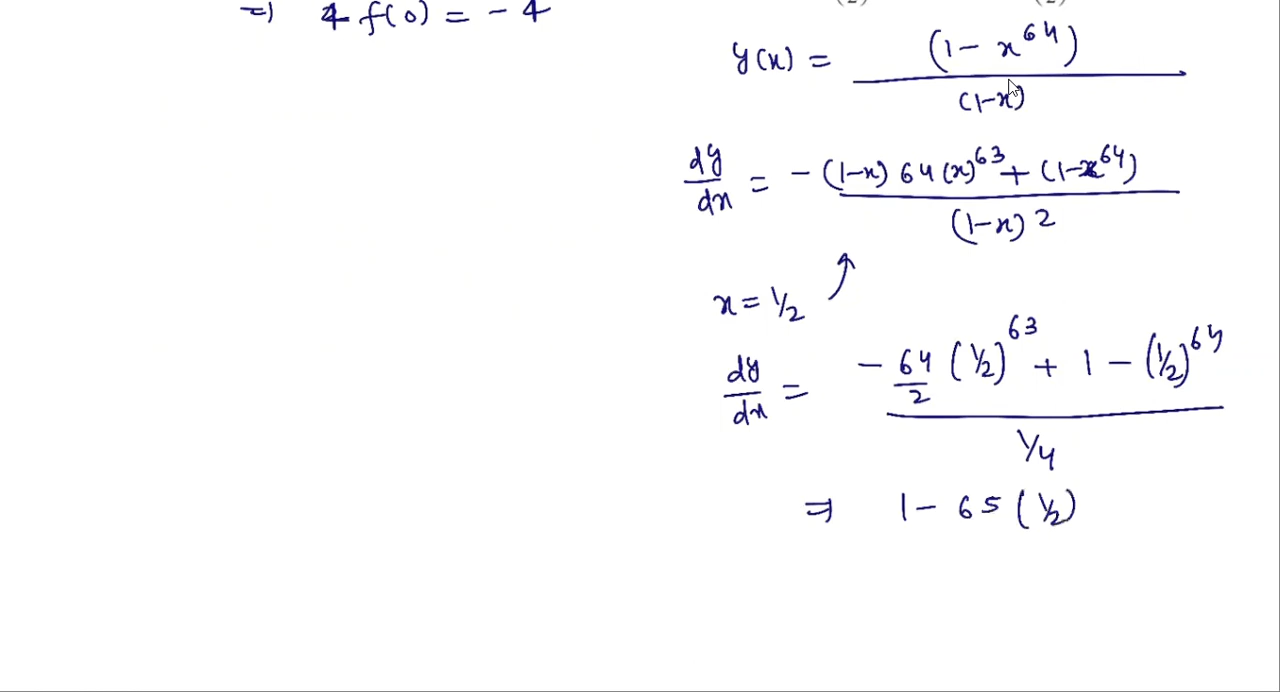 =) 4 f(0) = - 4
y(x) = (1 - x^64) / (1-x)
dy/dx = - (1-x) 64 (x)^63 + (1-x^64) / (1-x) 2
x = 1/2
dy/dx = - 64/2 (1/2)^63 + 1 - (1/2)^64 / 1/4
⇒ 1 - 65 (1/2)